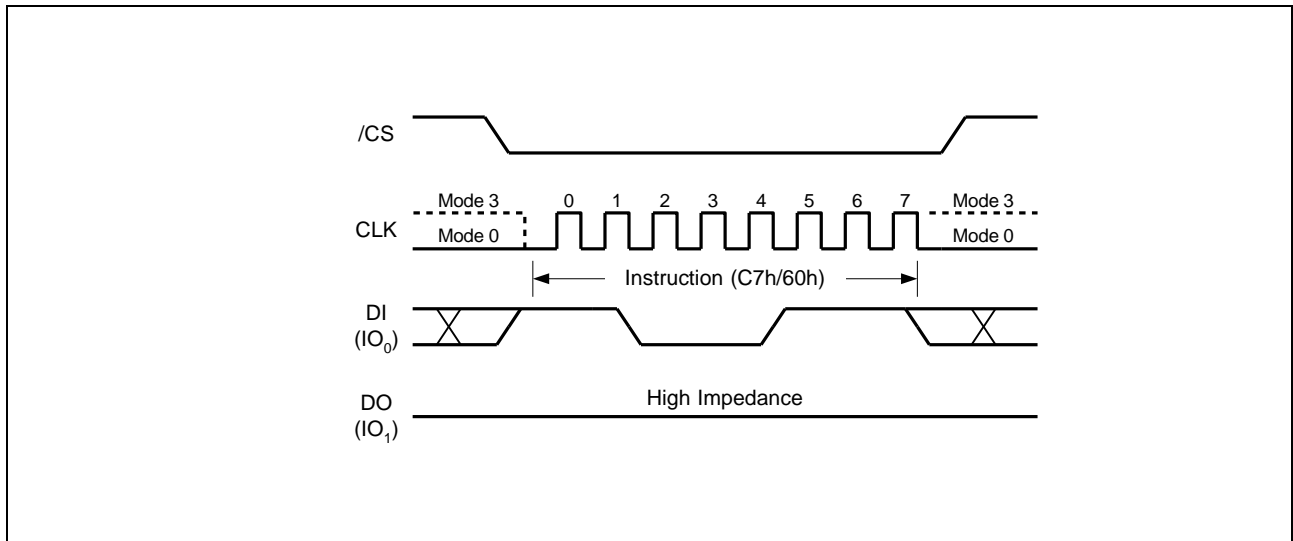 /CS
Mode 3 0 1 2 3 4 5 6 7 Mode 3
CLK
Mode 0 Mode 0
Instruction (C7h/60h)
DI
(IO0)
High Impedance
DO
(IO1)